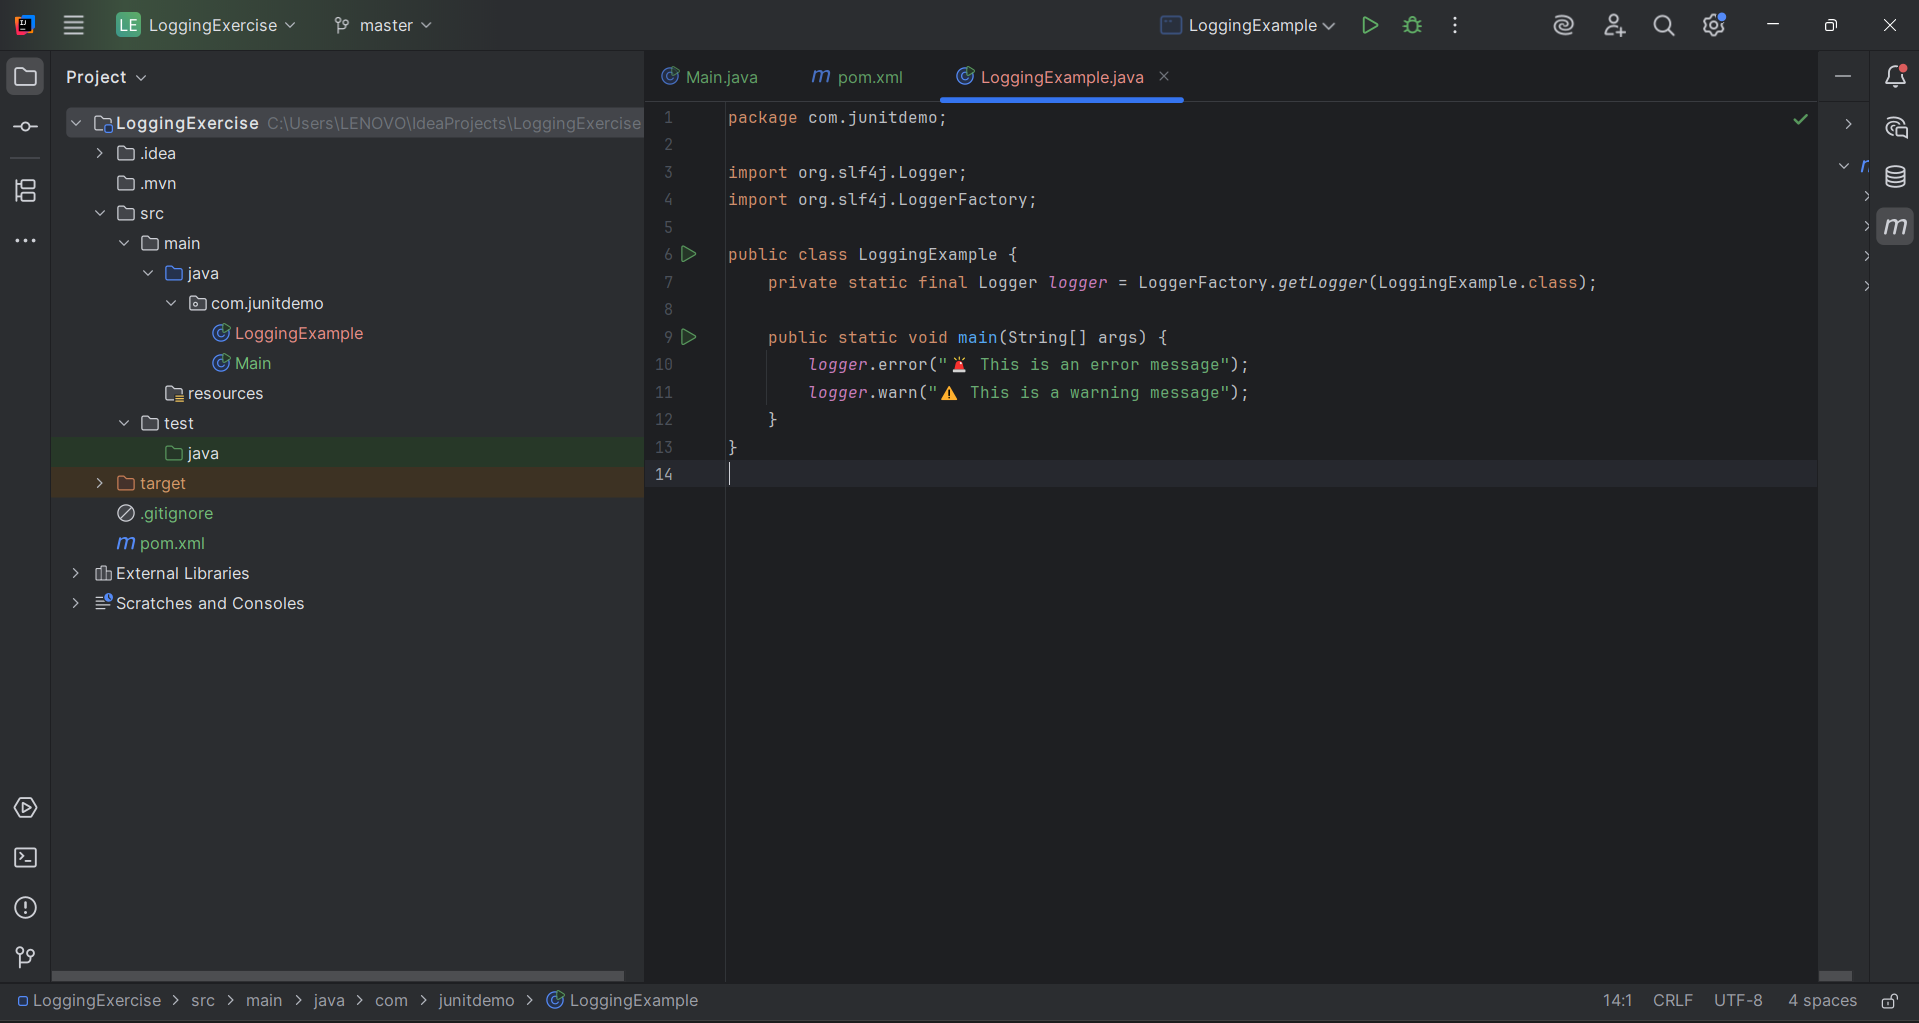 LE LoggingExercise master LoggingExample
Project
LoggingExercise C:\Users\LENOVO\IdeaProjects\LoggingExercise
.idea
.mvn
src
main
java
com.junitdemo
LoggingExample
Main
resources
test
java
target
.gitignore
pom.xml
External Libraries
Scratches and Consoles
Main.java pom.xml LoggingExample.java
1 package com.junitdemo;
2
3 import org.slf4j.Logger;
4 import org.slf4j.LoggerFactory;
5
6 public class LoggingExample {
7 private static final Logger logger = LoggerFactory.getLogger(LoggingExample.class);
8
9 public static void main(String[] args) {
10 logger.error("🚨 This is an error message");
11 logger.warn("⚠️ This is a warning message");
12 }
13 }
14
LoggingExercise > src > main > java > com > junitdemo > LoggingExample 14:1 CRLF UTF-8 4 spaces